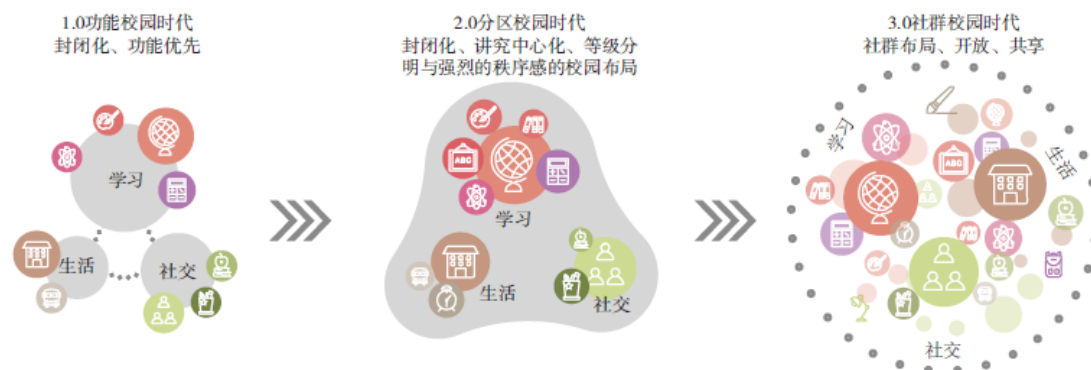 1.0功能校园时代
封闭化、功能优先
学习
生活
社交
2.0分区校园时代
封闭化、讲究中心化、等级分
明与强烈的秩序感的校园布局
ABC
学习
生活
社交
3.0社群校园时代
社群布局、开放、共享
学习
ABC
生活
社交